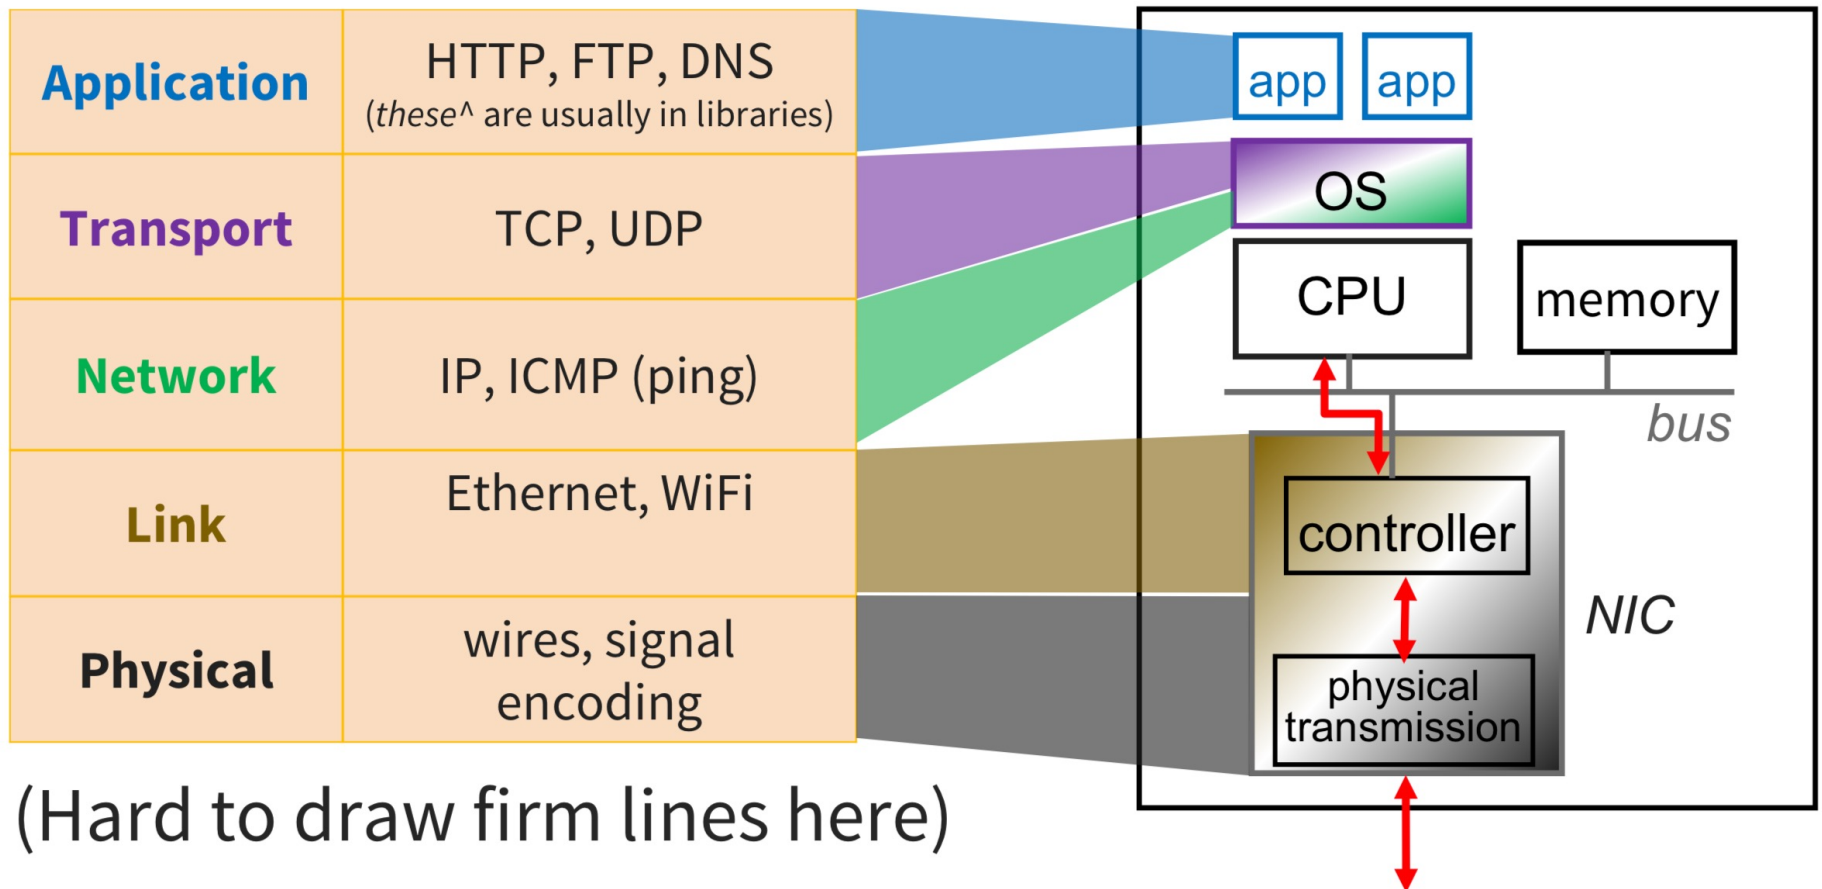 Application
HTTP, FTP, DNS
(these^ are usually in libraries)
Transport
TCP, UDP
Network
IP, ICMP (ping)
Link
Ethernet, WiFi
Physical
wires, signal
encoding
(Hard to draw firm lines here)
app
app
OS
CPU
memory
bus
controller
NIC
physical
transmission